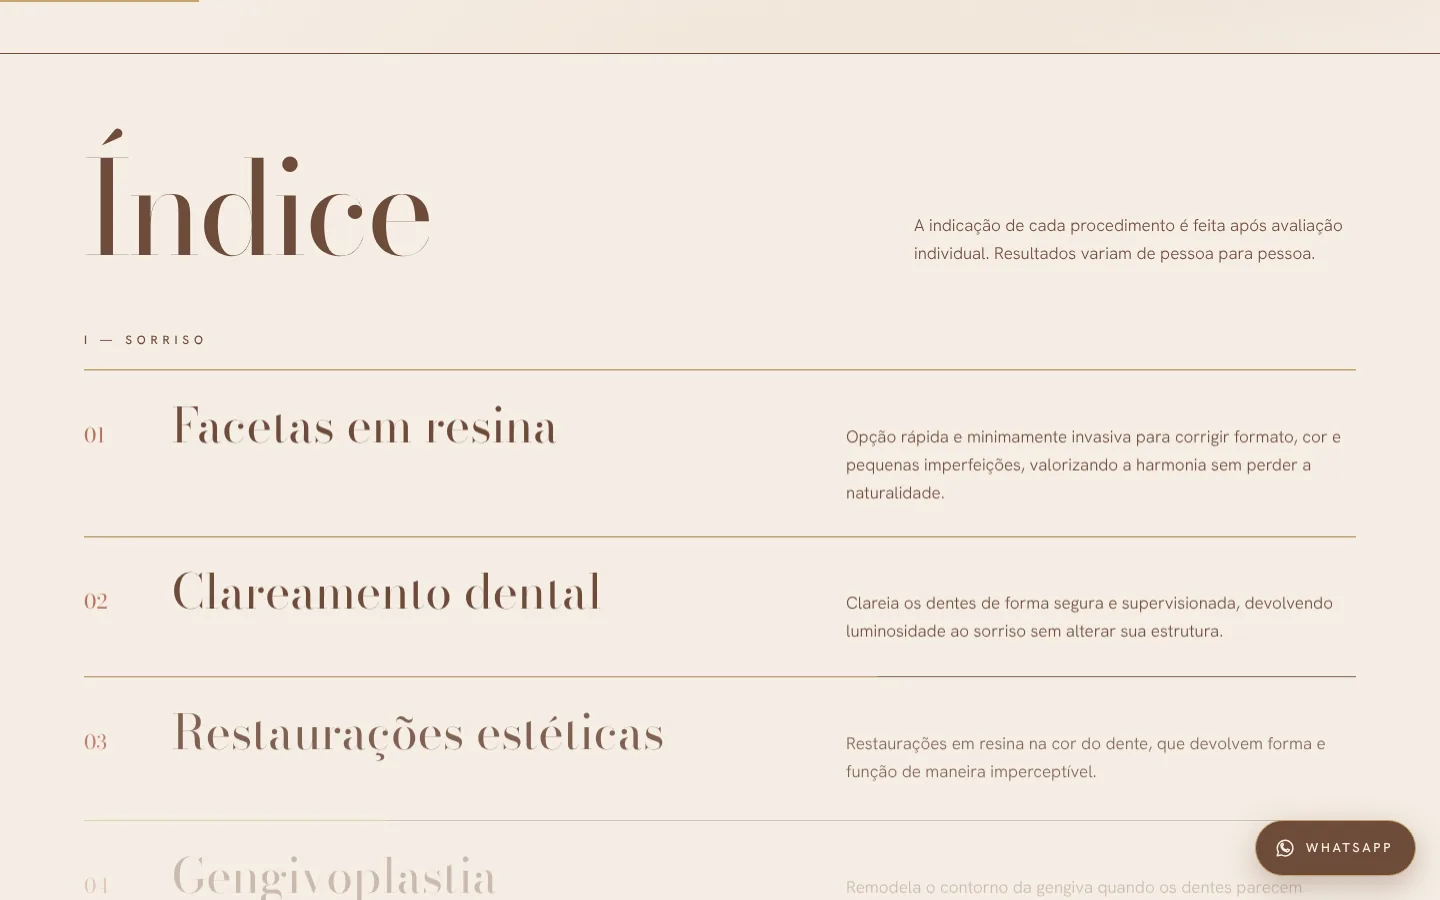 Índice
A indicação de cada procedimento é feita após avaliação
individual. Resultados variam de pessoa para pessoa.
I — SORRISO
01
Facetas em resina
Opção rápida e minimamente invasiva para corrigir formato, cor e
pequenas imperfeições, valorizando a harmonia sem perder a
naturalidade.
02
Clareamento dental
Clareia os dentes de forma segura e supervisionada, devolvendo
luminosidade ao sorriso sem alterar sua estrutura.
03
Restaurações estéticas
Restaurações em resina na cor do dente, que devolvem forma e
função de maneira imperceptível.
04
Gengivoplastia
Remodela o contorno da gengiva quando os dentes parecem
WHATSAPP